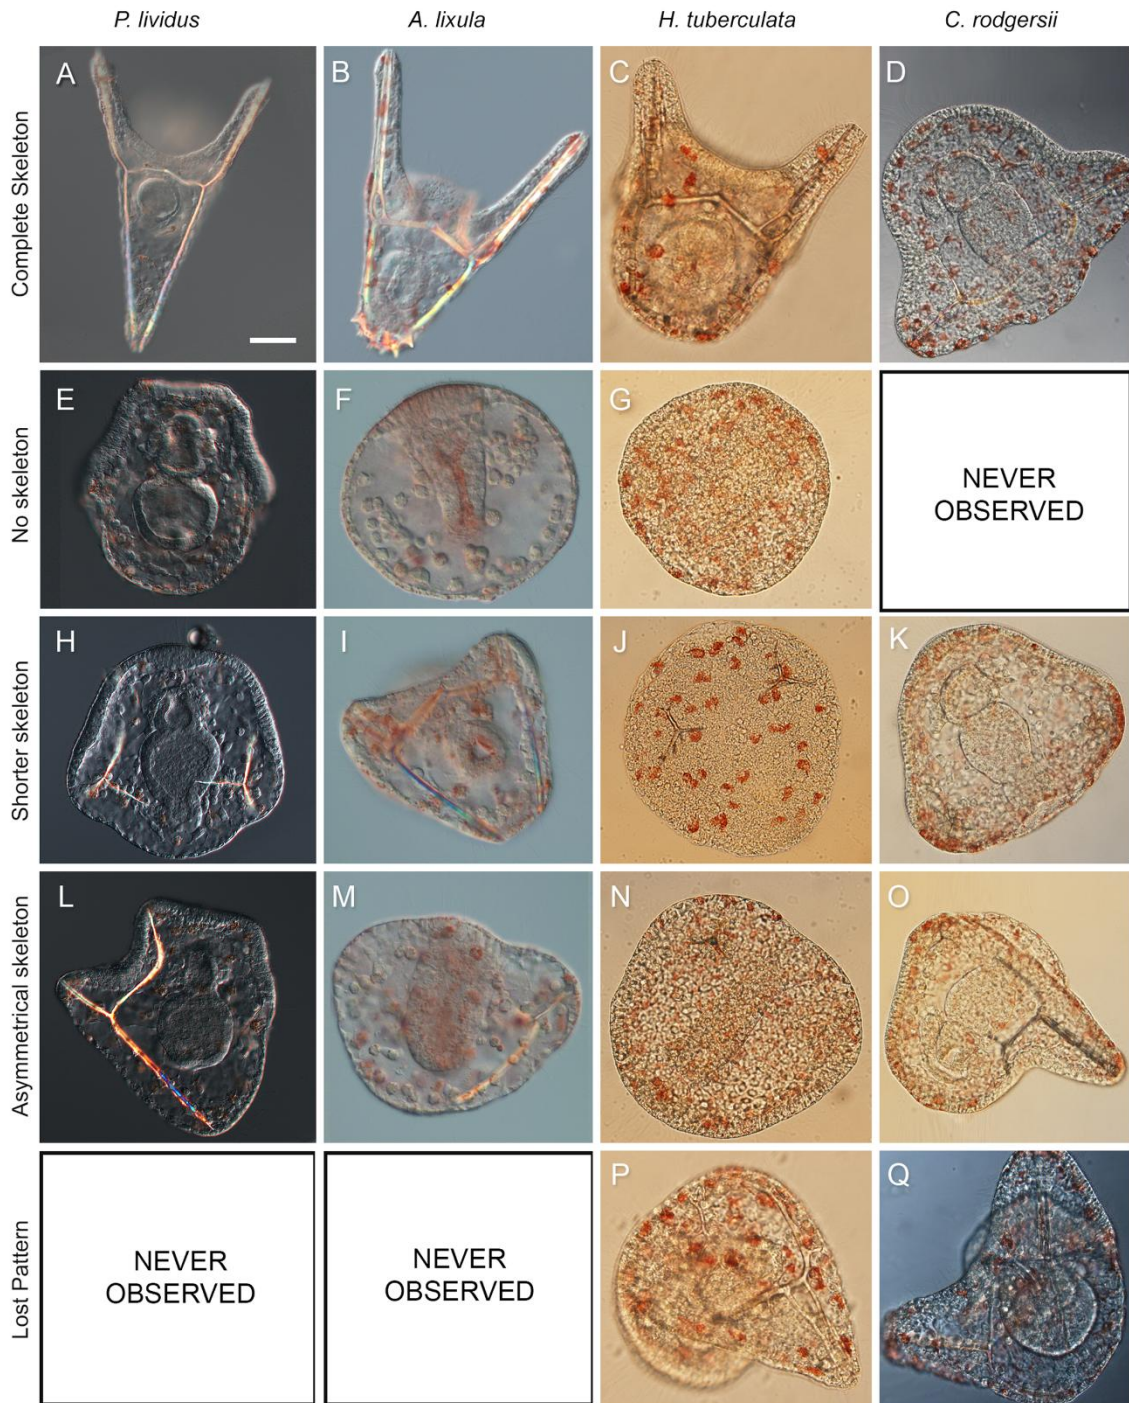 P. lividus
A. lixula
H. tuberculata
C. rodgersii
Complete Skeleton
A
B
C
D
No skeleton
E
F
G
NEVER
OBSERVED
Shorter skeleton
H
I
J
K
Asymmetrical skeleton
L
M
N
O
Lost Pattern
NEVER
OBSERVED
NEVER
OBSERVED
P
Q